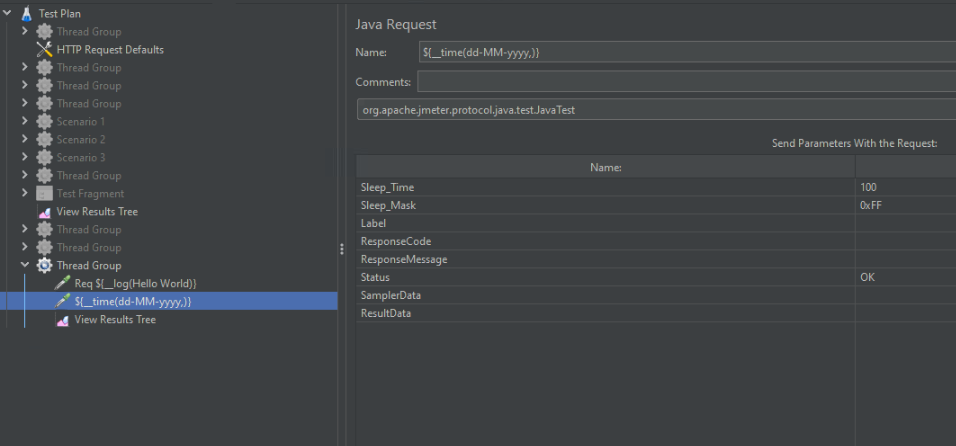 Test Plan
Thread Group
HTTP Request Defaults
Thread Group
Thread Group
Thread Group
Scenario 1
Scenario 2
Scenario 3
Thread Group
Test Fragment
View Results Tree
Thread Group
Thread Group
Thread Group
Req ${__log(Hello World)}
${__time(dd-MM-yyyy,)}
View Results Tree
Java Request
Name: ${__time(dd-MM-yyyy,)}
Comments:
org.apache.jmeter.protocol.java.test.JavaTest
Send Parameters With the Request:
Name:
Sleep_Time 100
Sleep_Mask 0xFF
Label
ResponseCode
ResponseMessage
Status OK
SamplerData
ResultData